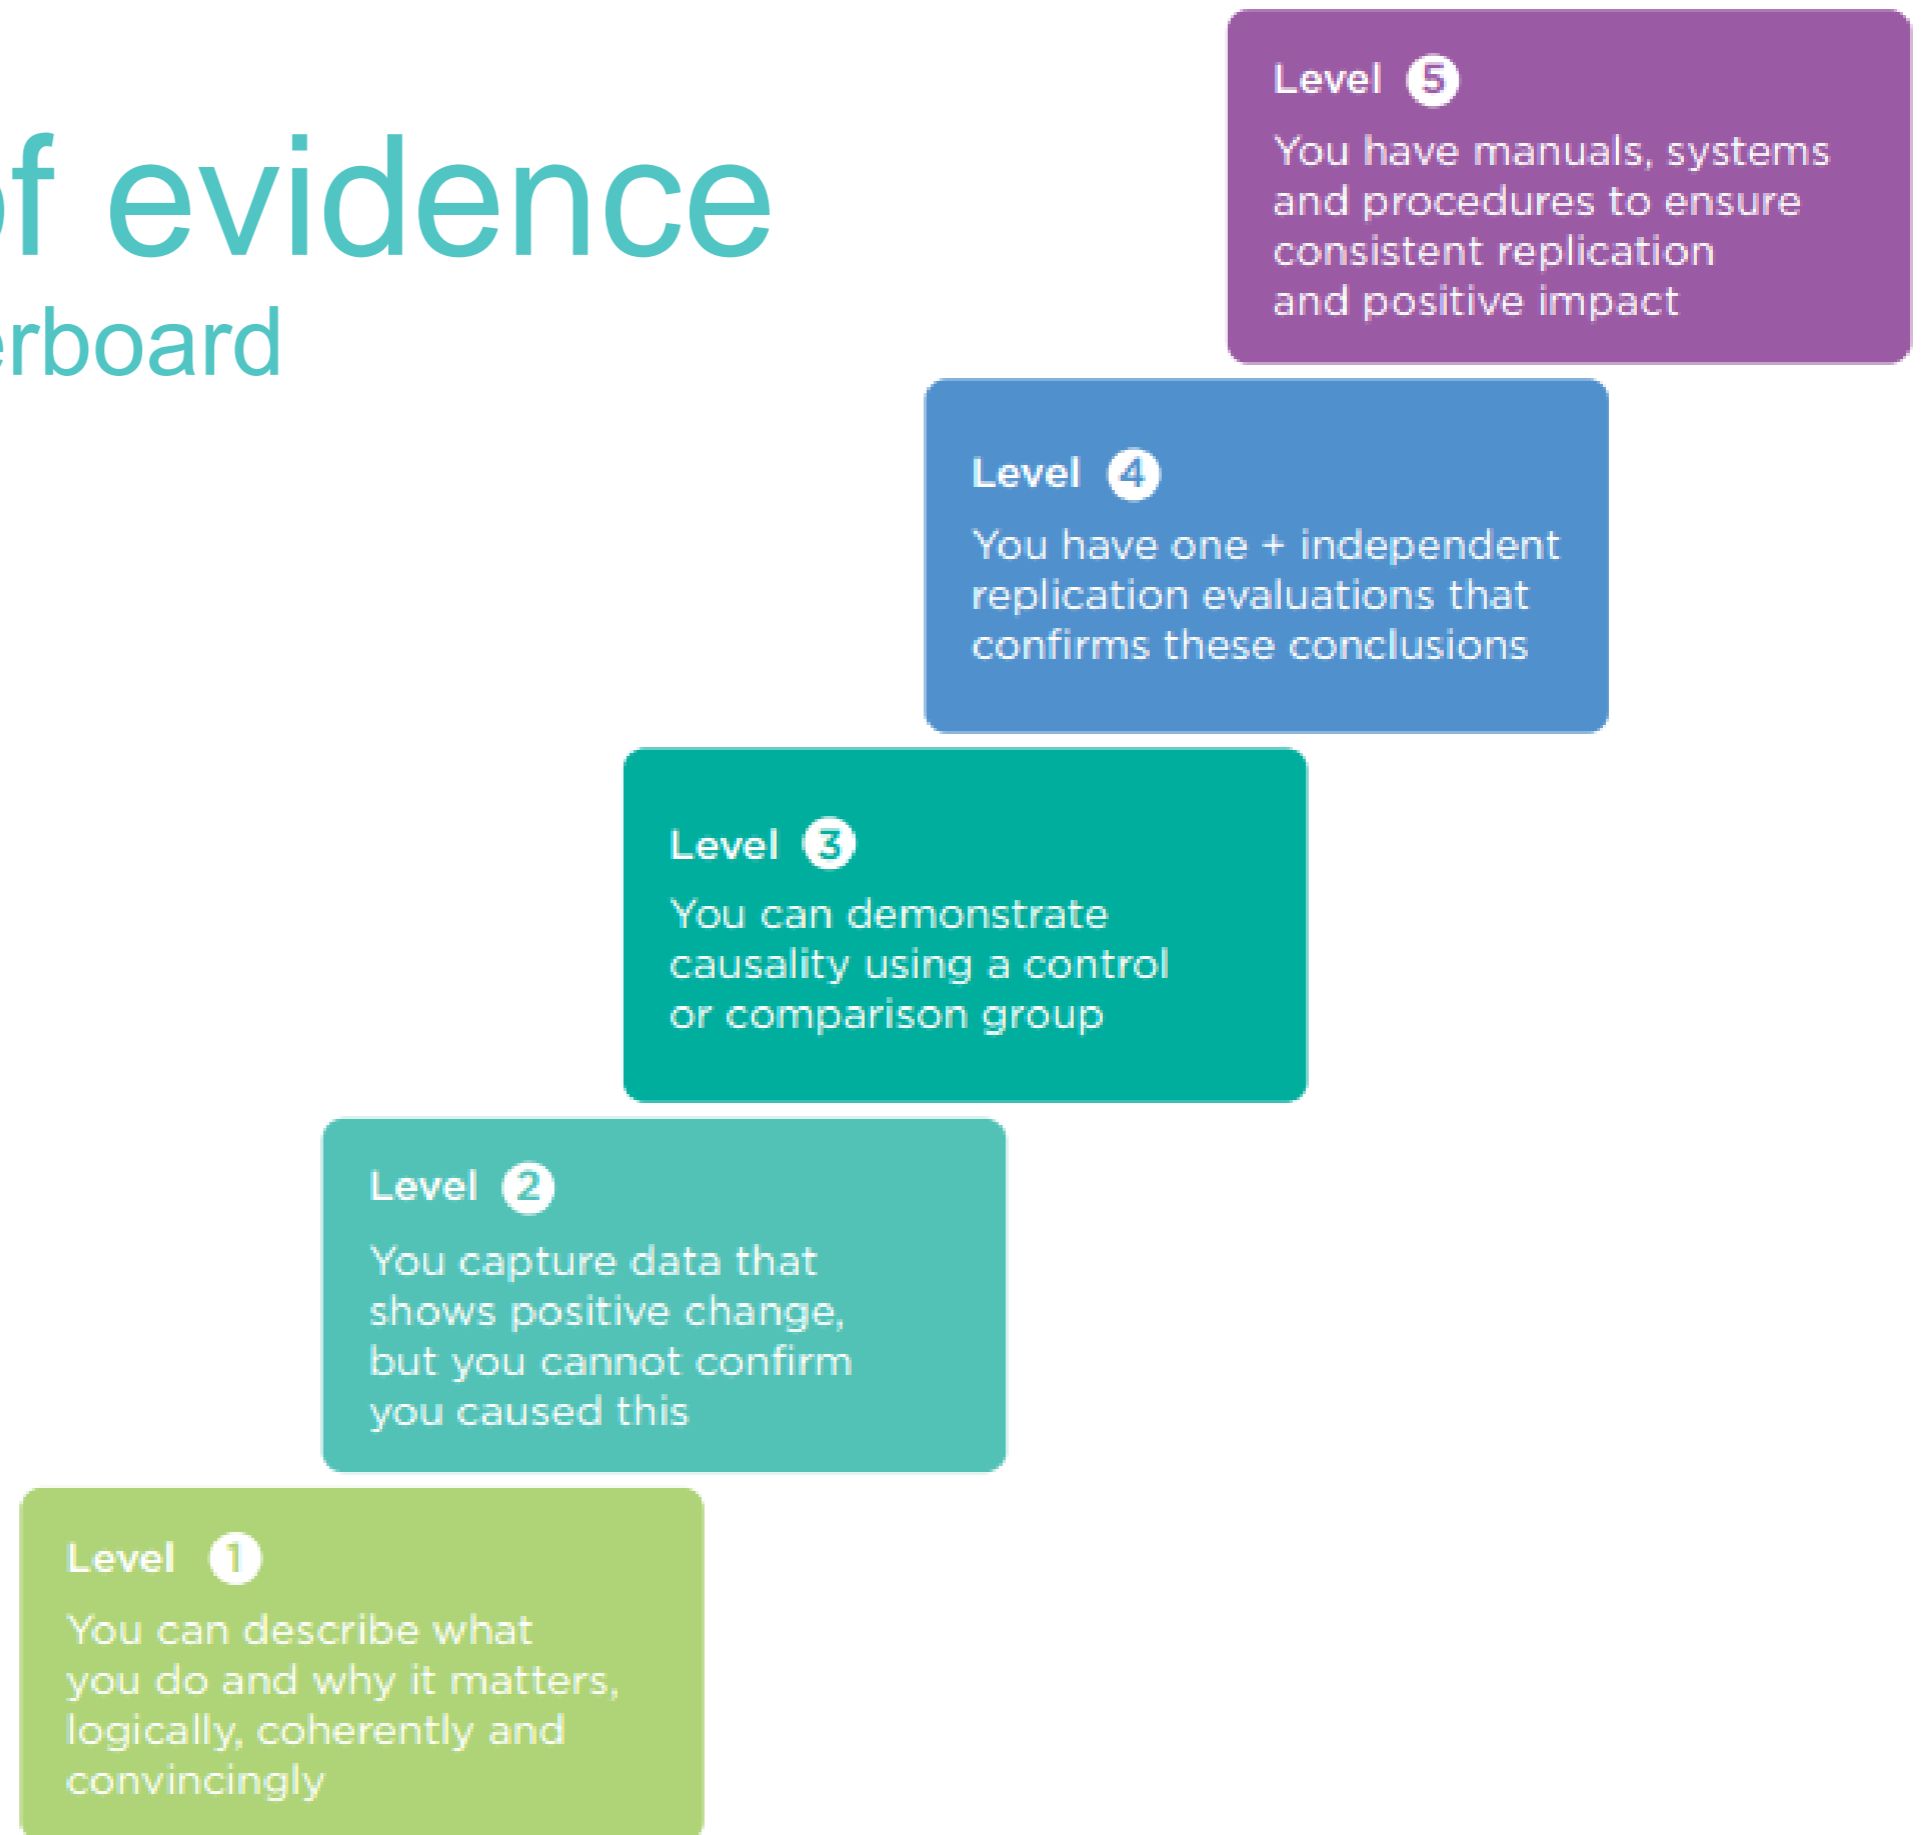 of evidence
erboard
Level 5
You have manuals, systems
and procedures to ensure
consistent replication
and positive impact
Level 4
You have one + independent
replication evaluations that
confirms these conclusions
Level 3
You can demonstrate
causality using a control
or comparison group
Level 2
You capture data that
shows positive change,
but you cannot confirm
you caused this
Level 1
You can describe what
you do and why it matters,
logically, coherently and
convincingly